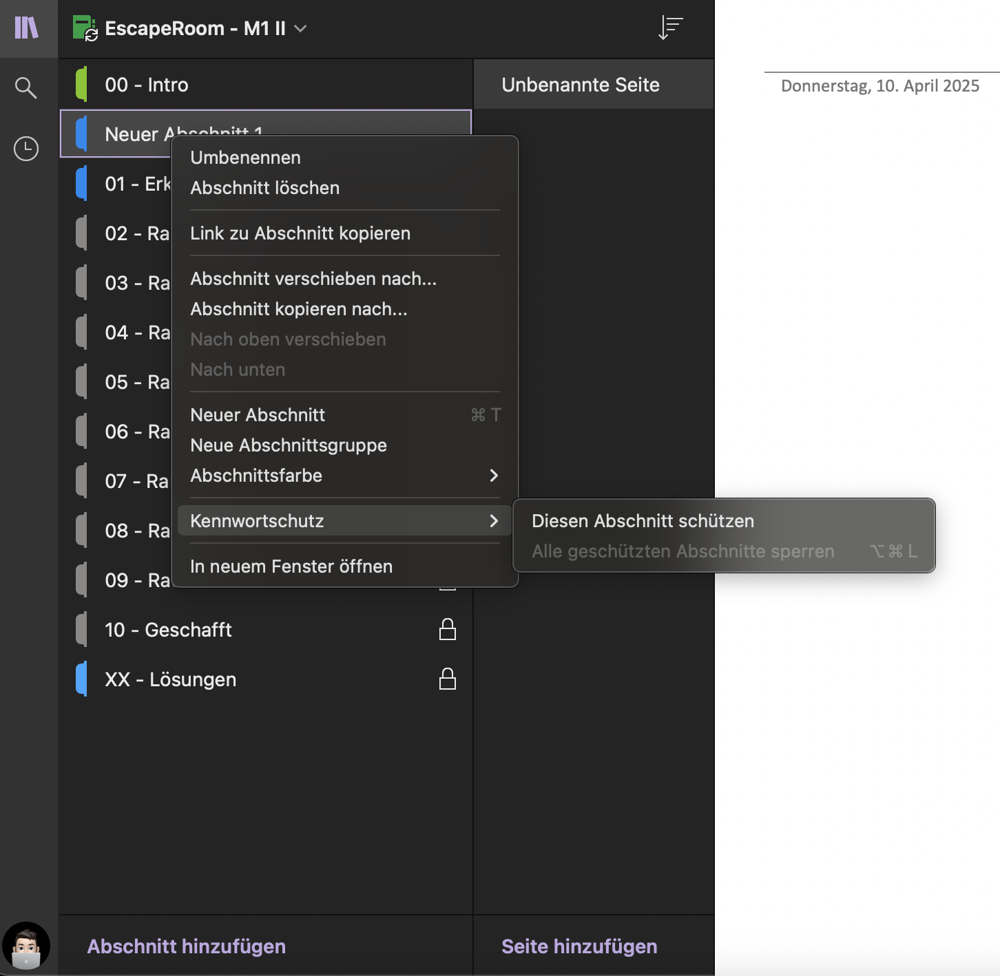 EscapeRoom - M1 II
00 - Intro
Neuer Abschnitt 1
01 - Erk
02 - Ra
03 - Ra
04 - Ra
05 - Ra
06 - Ra
07 - Ra
08 - Ra
09 - Ra
10 - Geschafft
XX - Lösungen
Abschnitt hinzufügen
Unbenannte Seite
Seite hinzufügen
Donnerstag, 10. April 2025
Umbenennen
Abschnitt löschen
Link zu Abschnitt kopieren
Abschnitt verschieben nach...
Abschnitt kopieren nach...
Nach oben verschieben
Nach unten
Neuer Abschnitt ⌘ T
Neue Abschnittsgruppe
Abschnittsfarbe
Kennwortschutz
In neuem Fenster öffnen
Diesen Abschnitt schützen
Alle geschützten Abschnitte sperren ⌥ ⌘ L